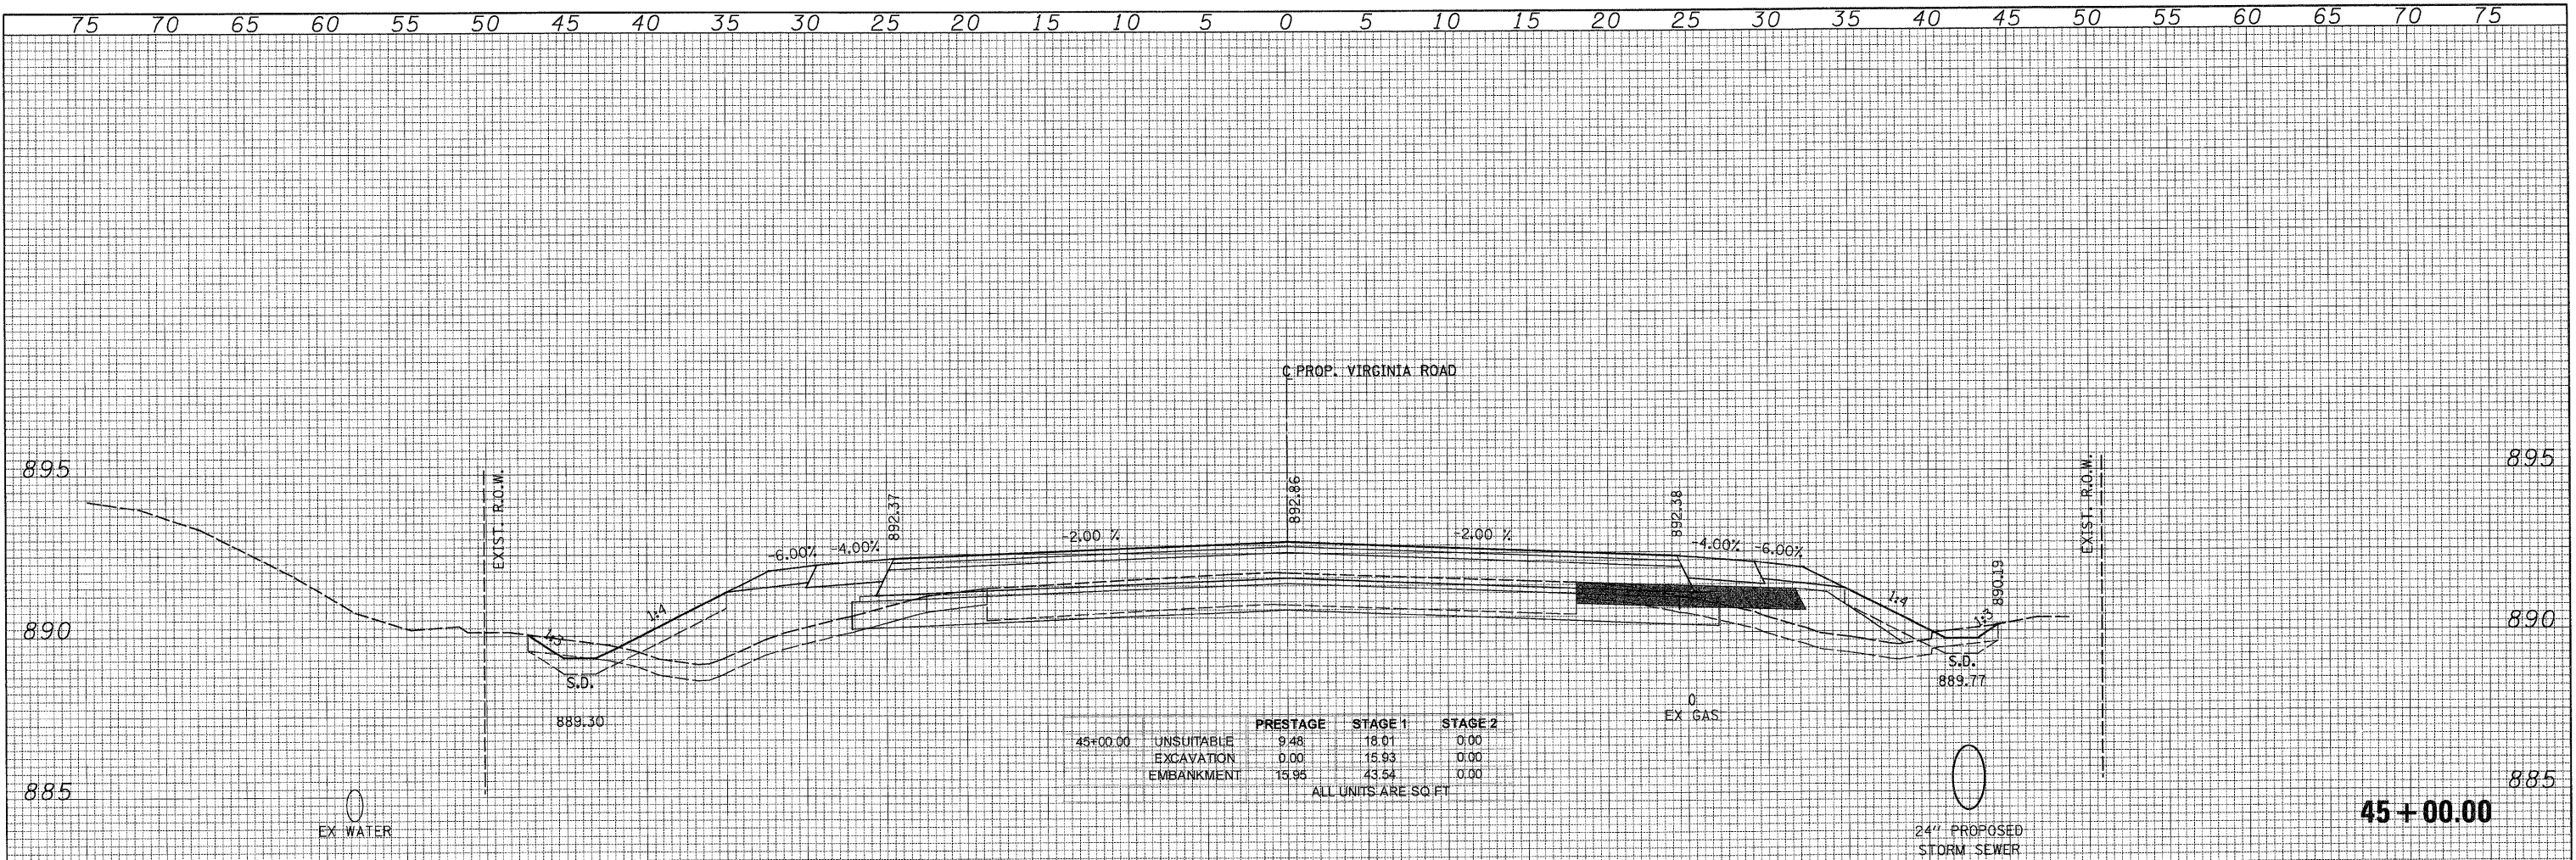 75 70 65 60 55 50 45 40 35 30 25 20 15 10 5 0 5 10 15 20 25 30 35 40 45 50 55 60 65 70 75
C PROP. VIRGINIA ROAD
895 895
EXIST. R.O.W.
EXIST. R.O.W.
892.37
892.86
892.38
-6.00% -4.00% -2.00 % -2.00 % -4.00% -6.00%
890.19
1:3 1:4 1:4 1:3
890 890
S.D. S.D.
889.30 889.77
0
EX GAS
PRESTAGE STAGE 1 STAGE 2
45+00.00 UNSUITABLE 9.48 18.01 0.00
EXCAVATION 0.00 15.93 0.00
EMBANKMENT 15.95 43.54 0.00
ALL UNITS ARE SQ FT
885 885
EX WATER
24" PROPOSED
STORM SEWER
45+00.00